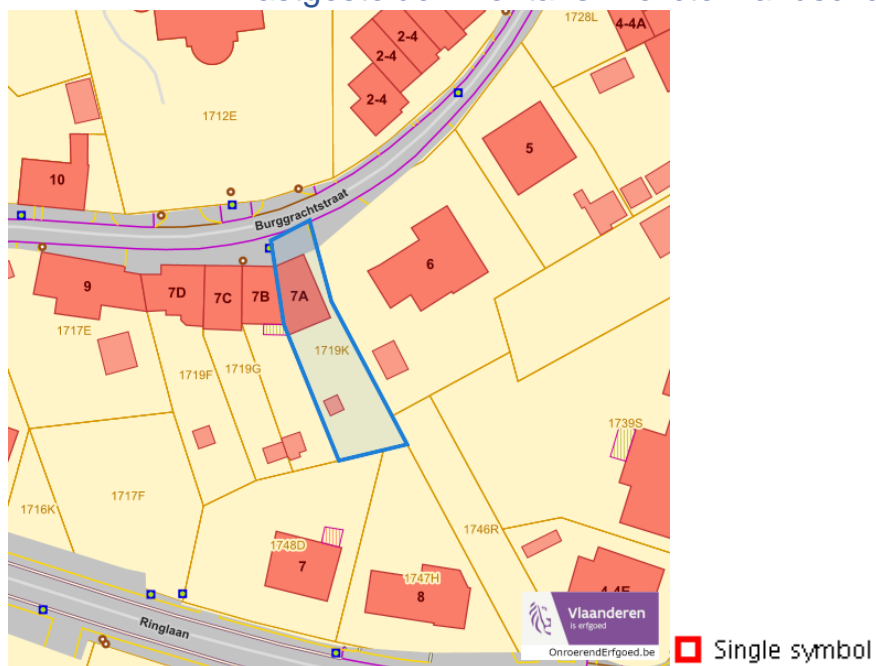 1728L
4-4A
2-4
2-4
2-4
1712E
5
10
Burggrachtstraat
6
9
7D
7C
7B
7A
1717E
1719K
1719F
1719G
1739S
1717F
1716K
1746R
1748D
7
1747H
8
4-4E
Ringlaan
Vlaanderen
is erfgoed
OnroerendErfgoed.be
Single symbol